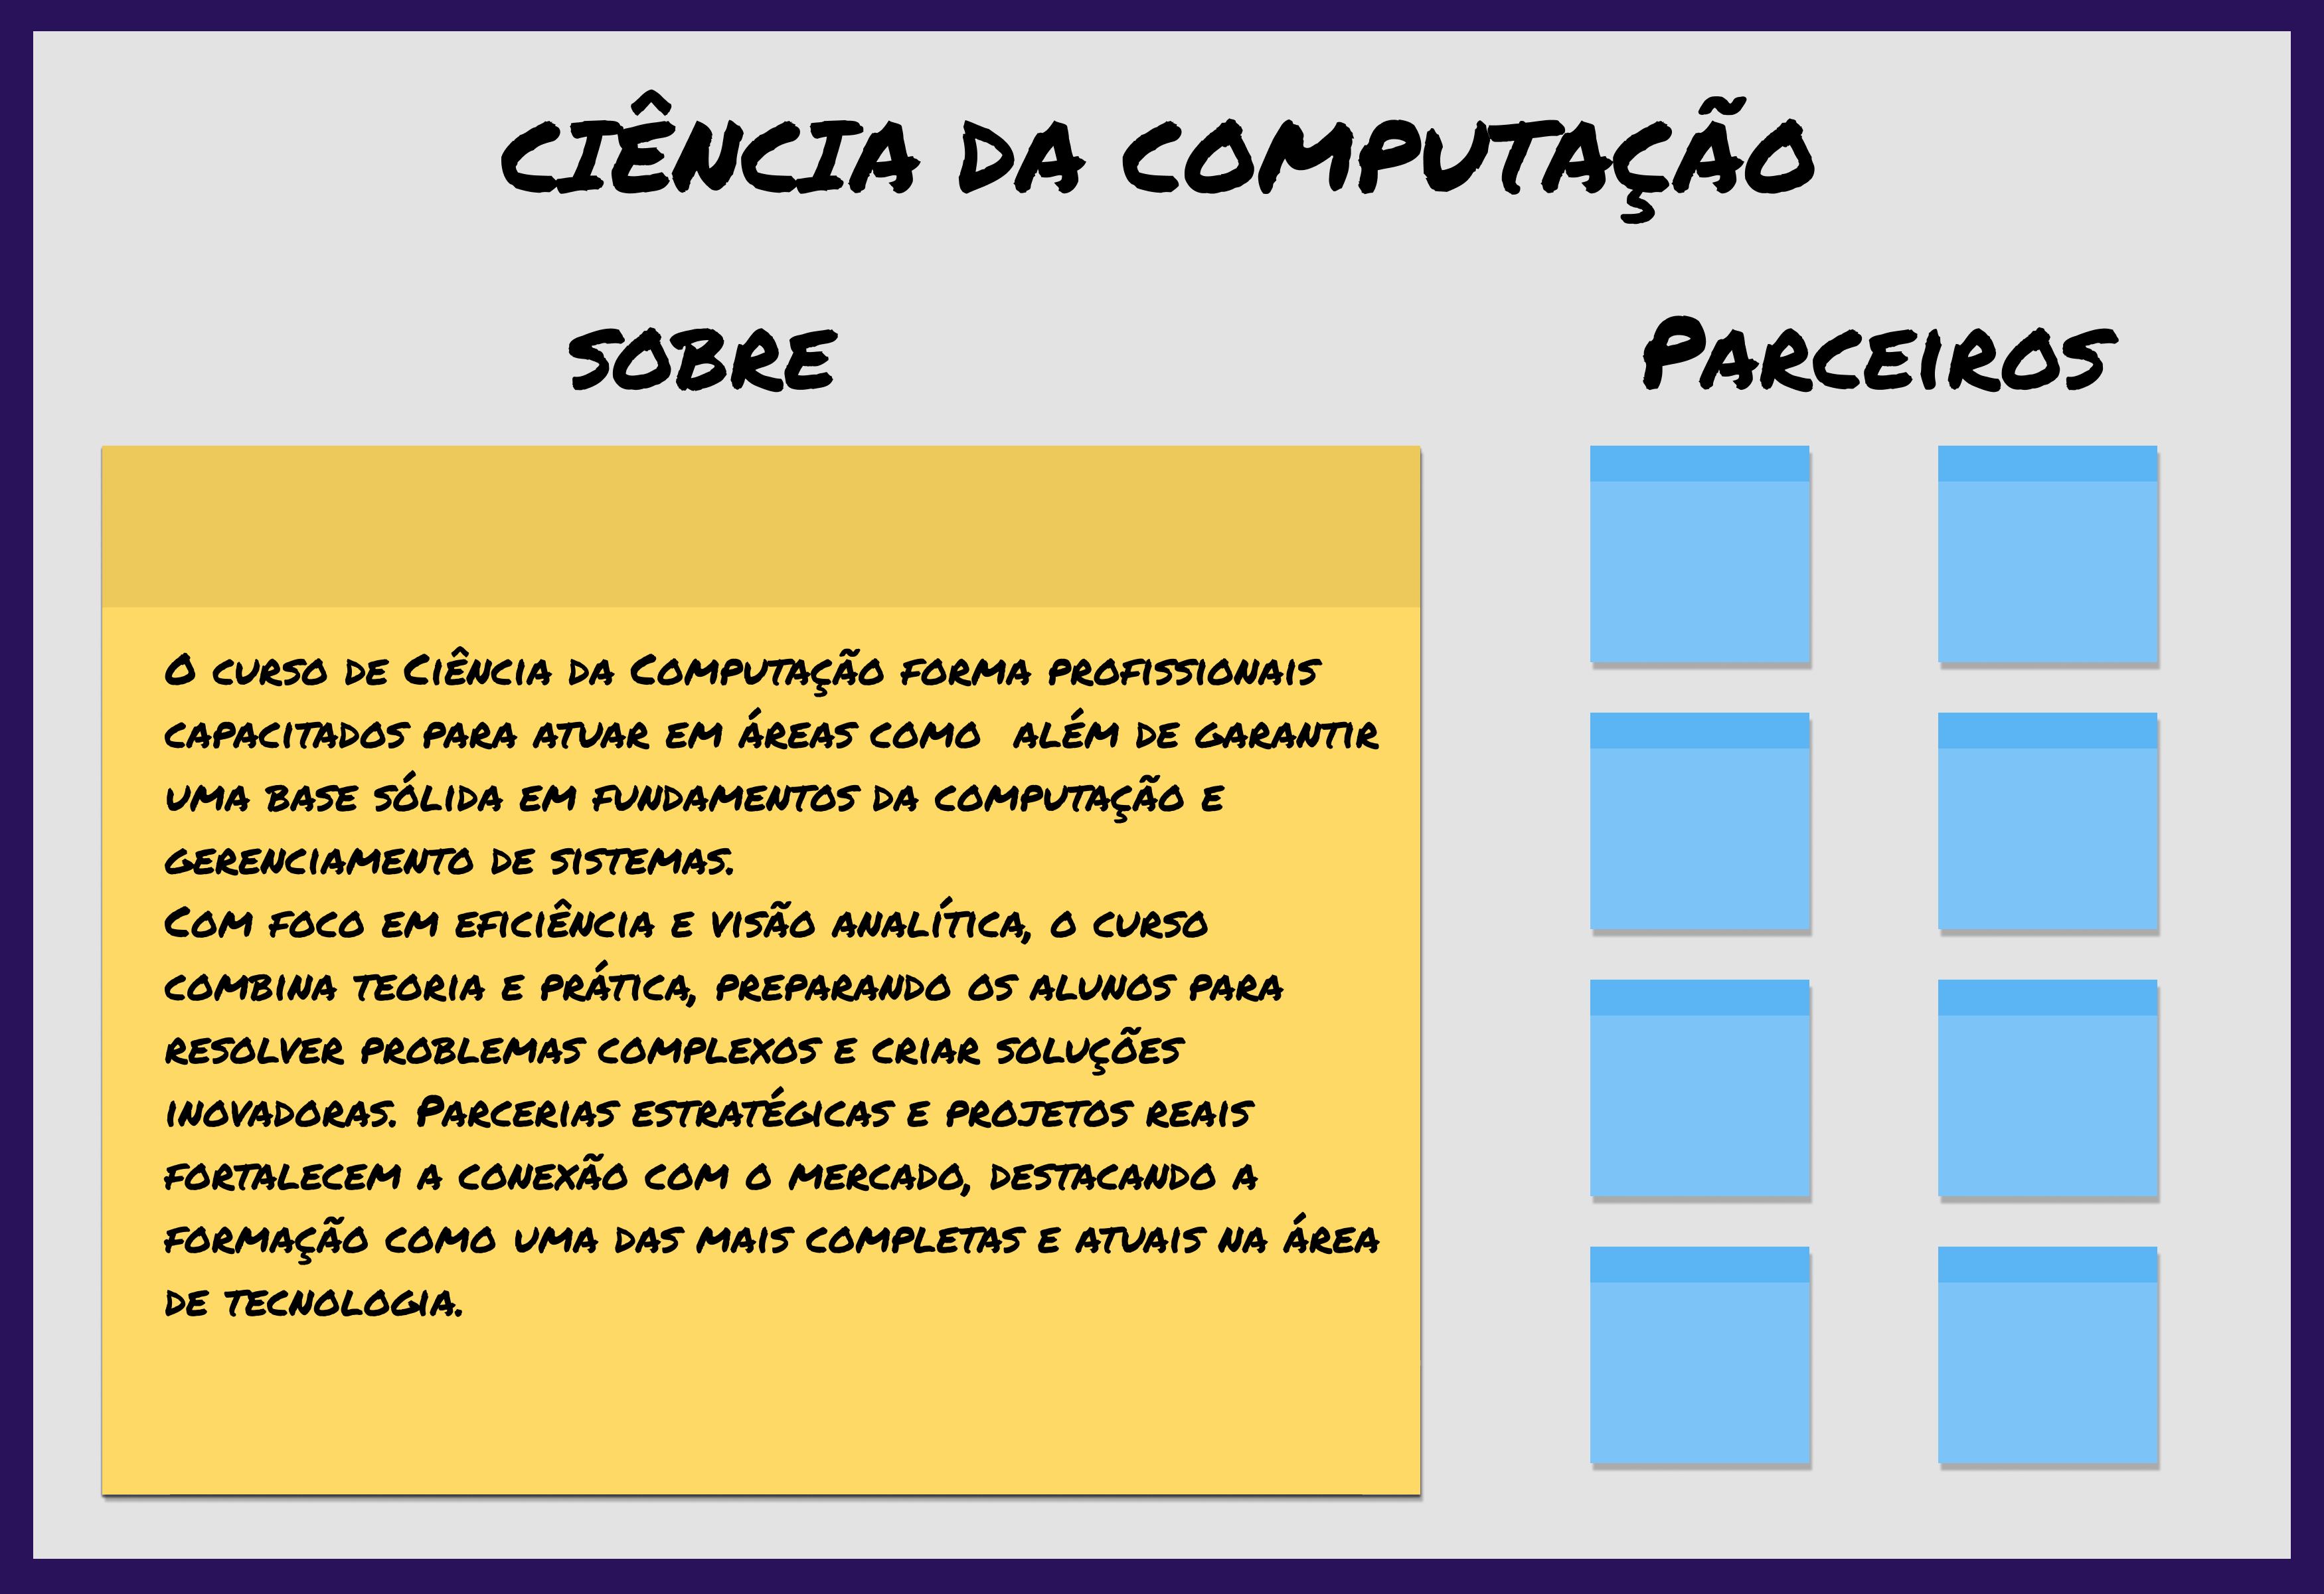 CIÊNCIA DA COMPUTAÇÃO
SOBRE
PARCEIROS
O CURSO DE CIÊNCIA DA COMPUTAÇÃO FORMA PROFISSIONAIS
CAPACITADOS PARA ATUAR EM ÁREAS COMO  ALÉM DE GARANTIR
UMA BASE SÓLIDA EM FUNDAMENTOS DA COMPUTAÇÃO E
GERENCIAMENTO DE SISTEMAS.
COM FOCO EM EFICIÊNCIA E VISÃO ANALÍTICA, O CURSO
COMBINA TEORIA E PRÁTICA, PREPARANDO OS ALUNOS PARA
RESOLVER PROBLEMAS COMPLEXOS E CRIAR SOLUÇÕES
INOVADORAS. PARCERIAS ESTRATÉGICAS E PROJETOS REAIS
FORTALECEM A CONEXÃO COM O MERCADO, DESTACANDO A
FORMAÇÃO COMO UMA DAS MAIS COMPLETAS E ATUAIS NA ÁREA
DE TECNOLOGIA.